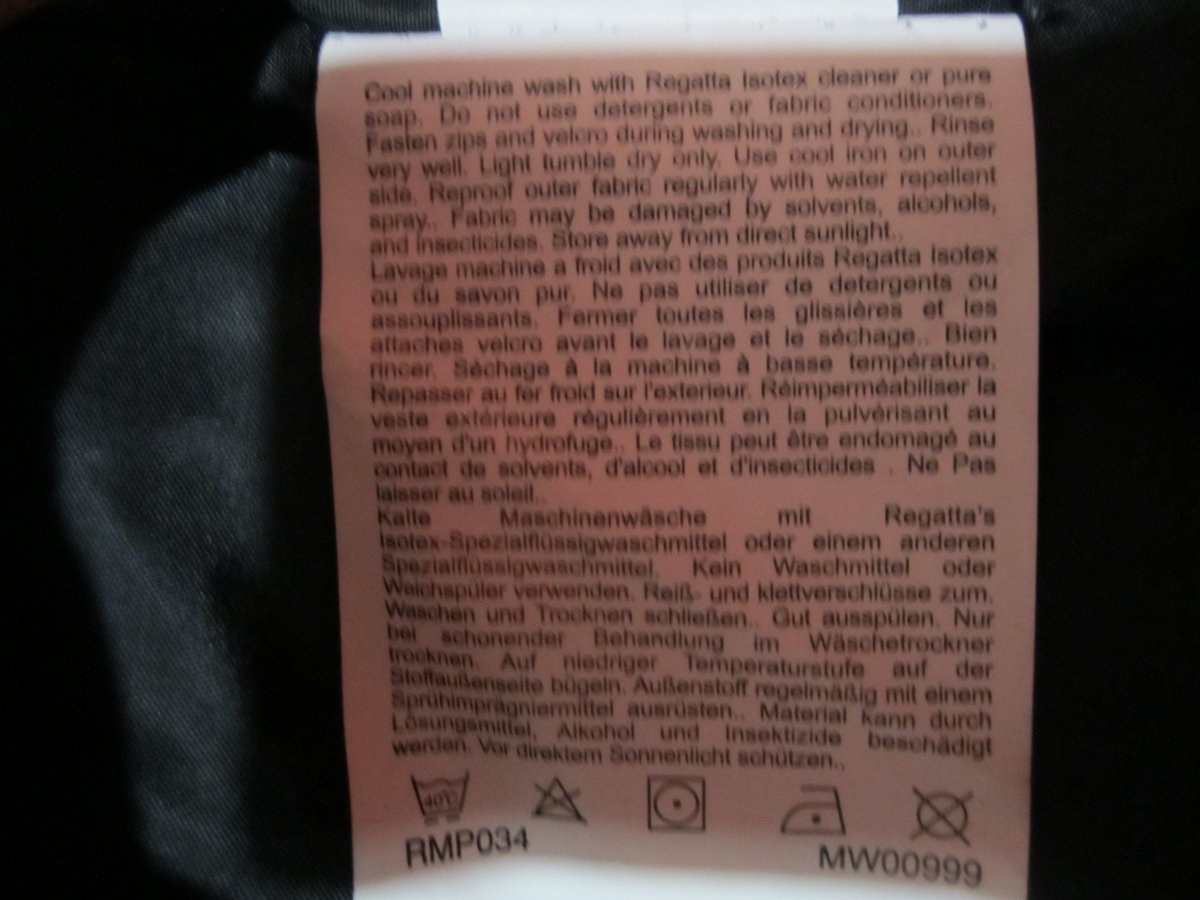 Cool machine wash with Regatta Isotex cleaner or pure
soap. Do not use detergents or fabric conditioners.
Fasten zips and velcro during washing and drying.. Rinse
very well. Light tumble dry only. Use cool iron on outer
side. Reproof outer fabric regularly with water repellent
spray.. Fabric may be damaged by solvents, alcohols,
and insecticides. Store away from direct sunlight..
Lavage machine a froid avec des produits Regatta Isotex
ou du savon pur. Ne pas utiliser de detergents ou
assouplissants. Fermer toutes les glissières et les
attaches velcro avant le lavage et le séchage.. Bien
rincer. Séchage à la machine à basse température.
Repasser au fer froid sur l'exterieur. Réimperméabiliser la
veste extérieure régulièrement en la pulvérisant au
moyen d'un hydrofuge.. Le tissu peut être endomagé au
contact de solvents, d'alcool et d'insecticides . Ne Pas
laisser au soleil..
Kalte Maschinenwäsche mit Regatta's
Isotex-Spezialflüssigwaschmittel oder einem anderen
Spezialflüssigwaschmittel. Kein Waschmittel oder
Weichspüler verwenden. Reiß- und klettverschlüsse zum.
Waschen und Trocknen schließen.. Gut ausspülen. Nur
bei schonender Behandlung im Wäschetrockner
trocknen. Auf niedriger Temperaturstufe auf der
Stoffaußenseite bügeln. Außenstoff regelmäßig mit einem
Sprühimprägniermittel ausrüsten.. Material kann durch
Lösungsmittel, Alkohol und Insektizide beschädigt
werden. Vor direktem Sonnenlicht schützen..
40°
RMP034 MW00999